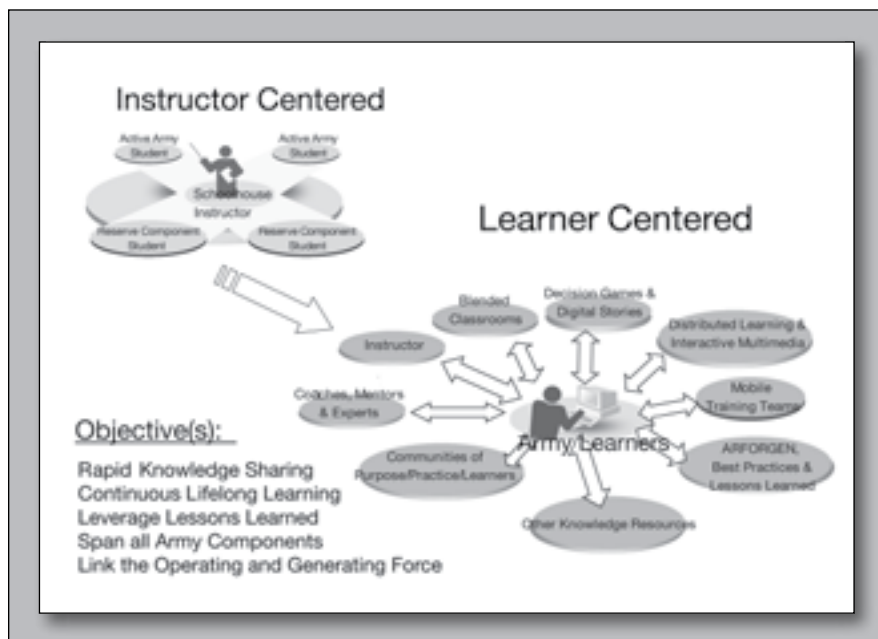 Instructor Centered
Active Army
Student
Active Army
Student
Schoolhouse
Instructor
Reserve Component
Student
Reserve Component
Student
Learner Centered
Blended
Classrooms
Decision Games &
Digital Stories
Distributed Learning &
Interactive Multimedia
Instructor
Mobile
Training Teams
Coaches, Mentors
& Experts
Army/Learners
ARFORGEN,
Best Practices &
Lessons Learned
Communities of
Purpose/Practice/Learners
Other Knowledge Resources
Objective(s):
Rapid Knowledge Sharing
Continuous Lifelong Learning
Leverage Lessons Learned
Span all Army Components
Link the Operating and Generating Force